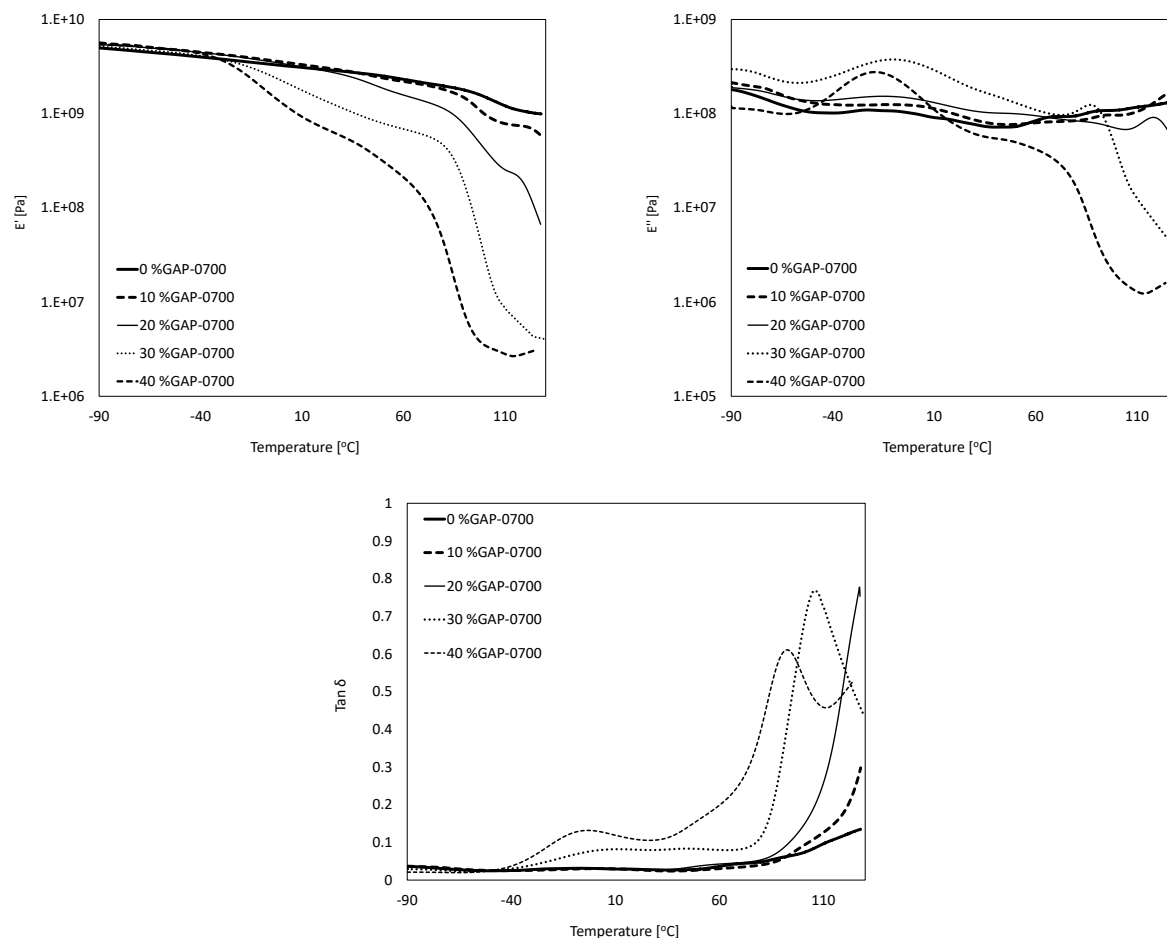 1.E+10
1.E+09
1.E+08
1.E+07
1.E+06
E' [Pa]
0 %GAP-0700
10 %GAP-0700
20 %GAP-0700
30 %GAP-0700
40 %GAP-0700
-90 -40 10 60 110
Temperature [oC]
1.E+09
1.E+08
1.E+07
1.E+06
1.E+05
E'' [Pa]
0 %GAP-0700
10 %GAP-0700
20 %GAP-0700
30 %GAP-0700
40 %GAP-0700
-90 -40 10 60 110
Temperature [oC]
1
0.9
0.8
0.7
0.6
0.5
0.4
0.3
0.2
0.1
0
Tan δ
0 %GAP-0700
10 %GAP-0700
20 %GAP-0700
30 %GAP-0700
40 %GAP-0700
-90 -40 10 60 110
Temperature [oC]